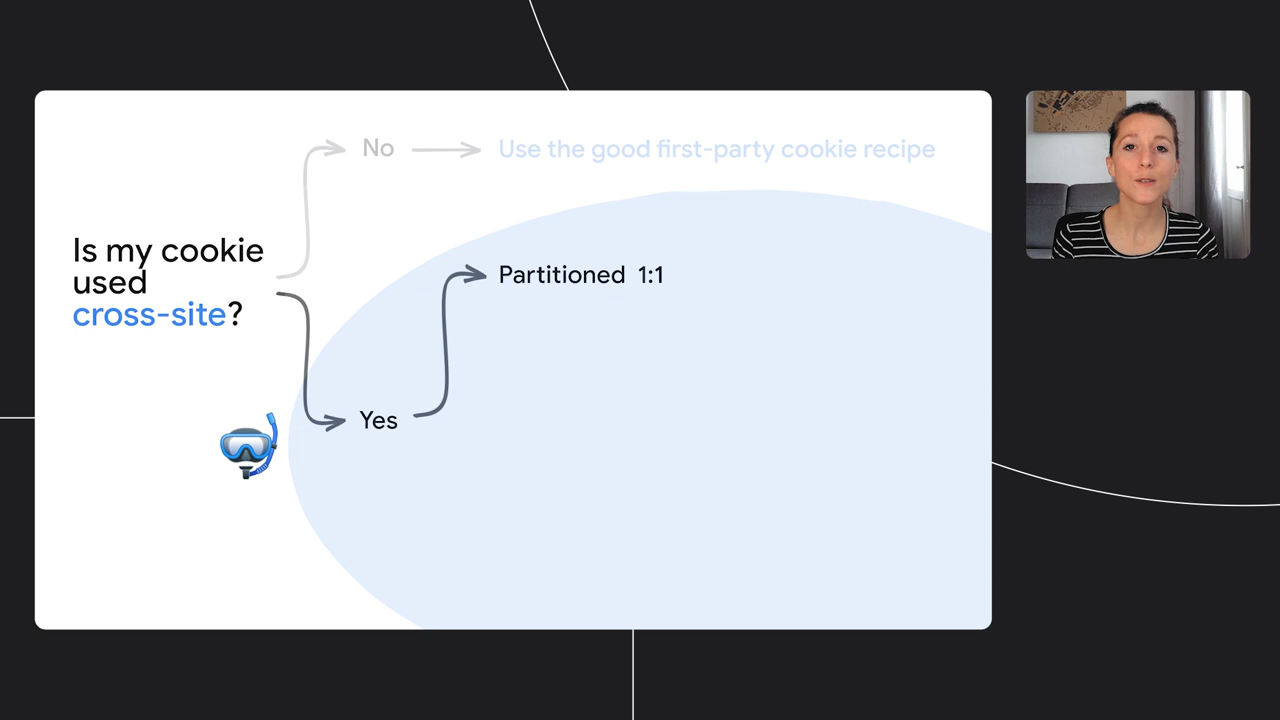 No
Use the good first-party cookie recipe
Is my cookie
used
cross-site?
Partitioned 1:1
Yes